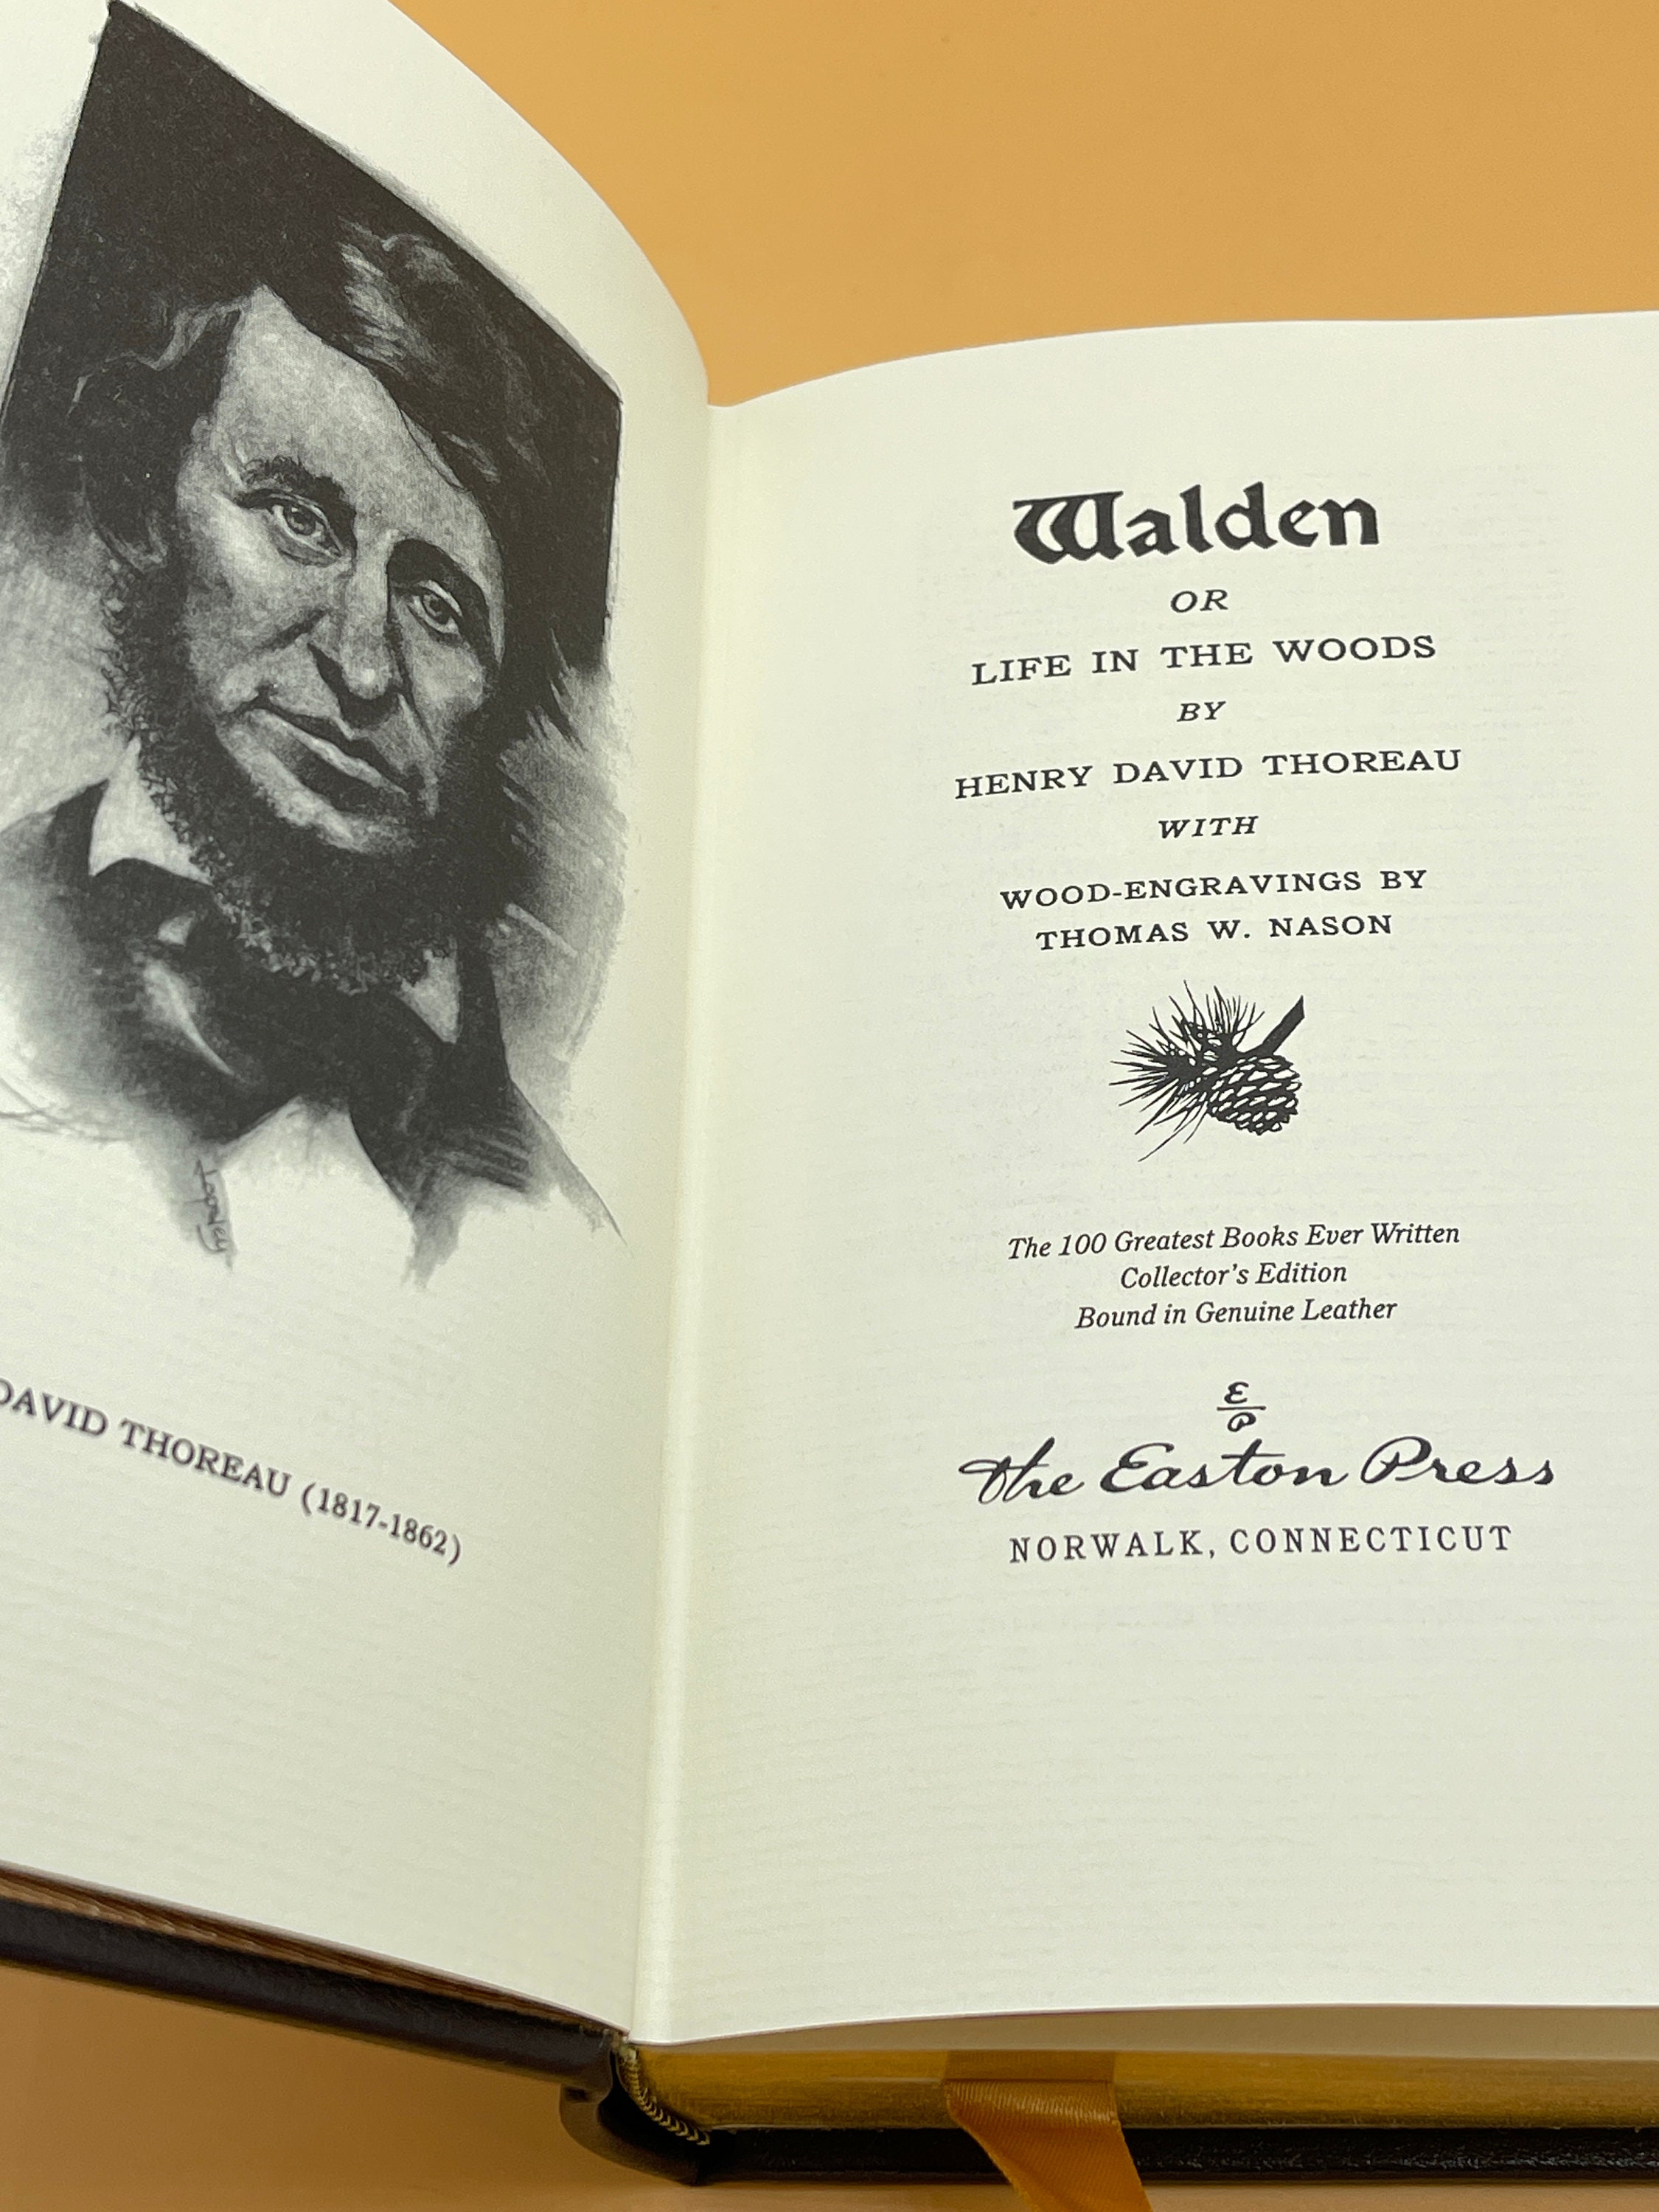 DAVID THOREAU (1817-1862)
Walden
OR
LIFE IN THE WOODS
BY
HENRY DAVID THOREAU
WITH
WOOD-ENGRAVINGS BY
THOMAS W. NASON
The 100 Greatest Books Ever Written
Collector's Edition
Bound in Genuine Leather
E
P
The Easton Press
NORWALK, CONNECTICUT